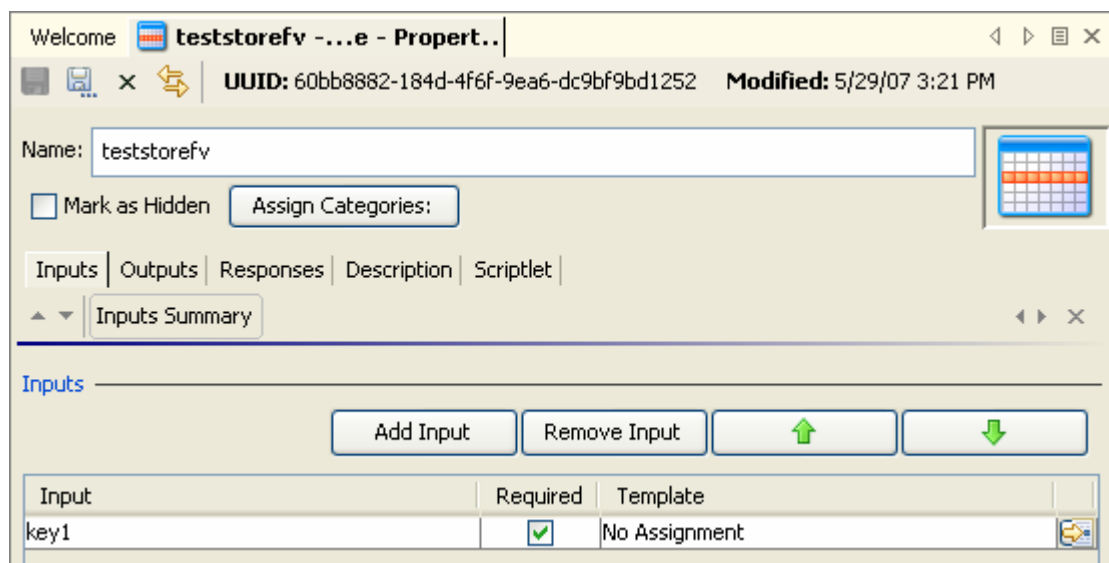 Welcome teststorefv -...e - Propert..
UUID: 60bb8882-184d-4f6f-9ea6-dc9bf9bd1252 Modified: 5/29/07 3:21 PM
Name: teststorefv
Mark as Hidden Assign Categories:
Inputs Outputs Responses Description Scriptlet
Inputs Summary
Inputs
Add Input Remove Input
Input Required Template
key1 No Assignment